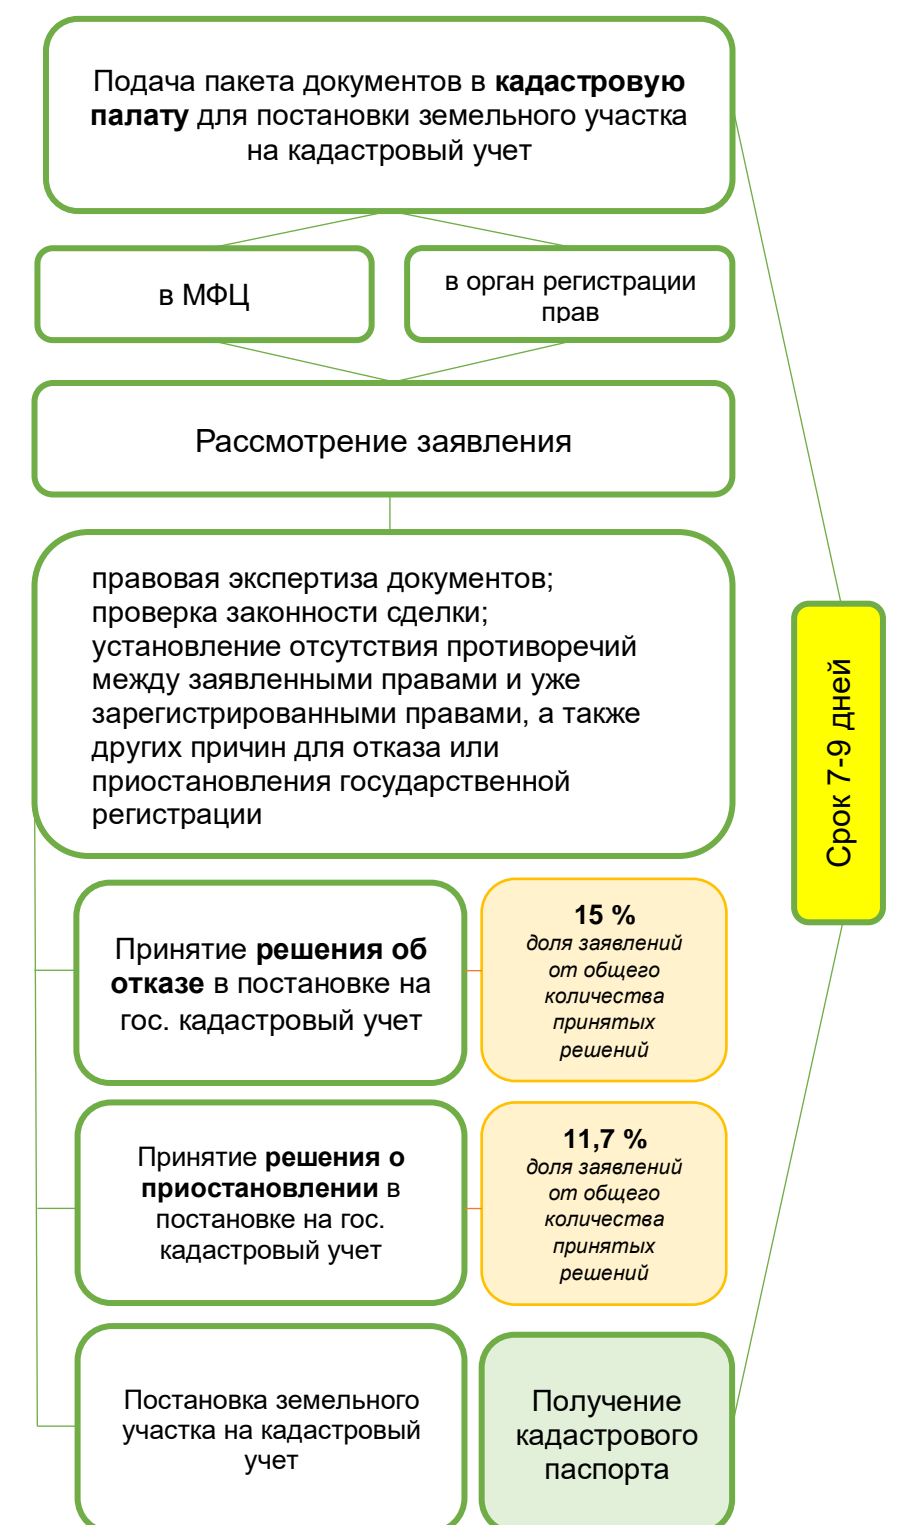 Подача пакета документов в кадастровую
палату для постановки земельного участка
на кадастровый учет
в МФЦ
в орган регистрации
прав
Рассмотрение заявления
правовая экспертиза документов;
проверка законности сделки;
установление отсутствия противоречий
между заявленными правами и уже
зарегистрированными правами, а также
других причин для отказа или
приостановления государственной
регистрации
Срок 7-9 дней
Принятие решения об
отказе в постановке на
гос. кадастровый учет
15 %
доля заявлений
от общего
количества
принятых
решений
Принятие решения о
приостановлении в
постановке на гос.
кадастровый учет
11,7 %
доля заявлений
от общего
количества
принятых
решений
Постановка земельного
участка на кадастровый
учет
Получение
кадастрового
паспорта